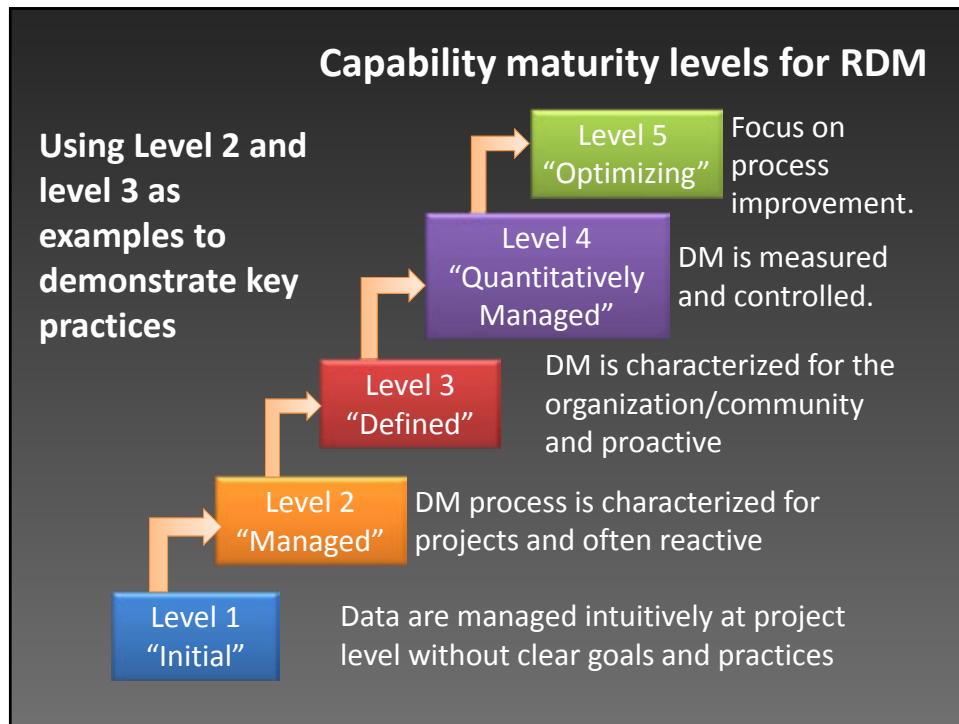 Capability maturity levels for RDM
Using Level 2 and
level 3 as
examples to
demonstrate key
practices
Level 5
“Optimizing”
Focus on
process
improvement.
Level 4
“Quantitatively
Managed”
DM is measured
and controlled.
Level 3
“Defined”
DM is characterized for the
organization/community
and proactive
Level 2
“Managed”
DM process is characterized for
projects and often reactive
Level 1
“Initial”
Data are managed intuitively at project
level without clear goals and practices